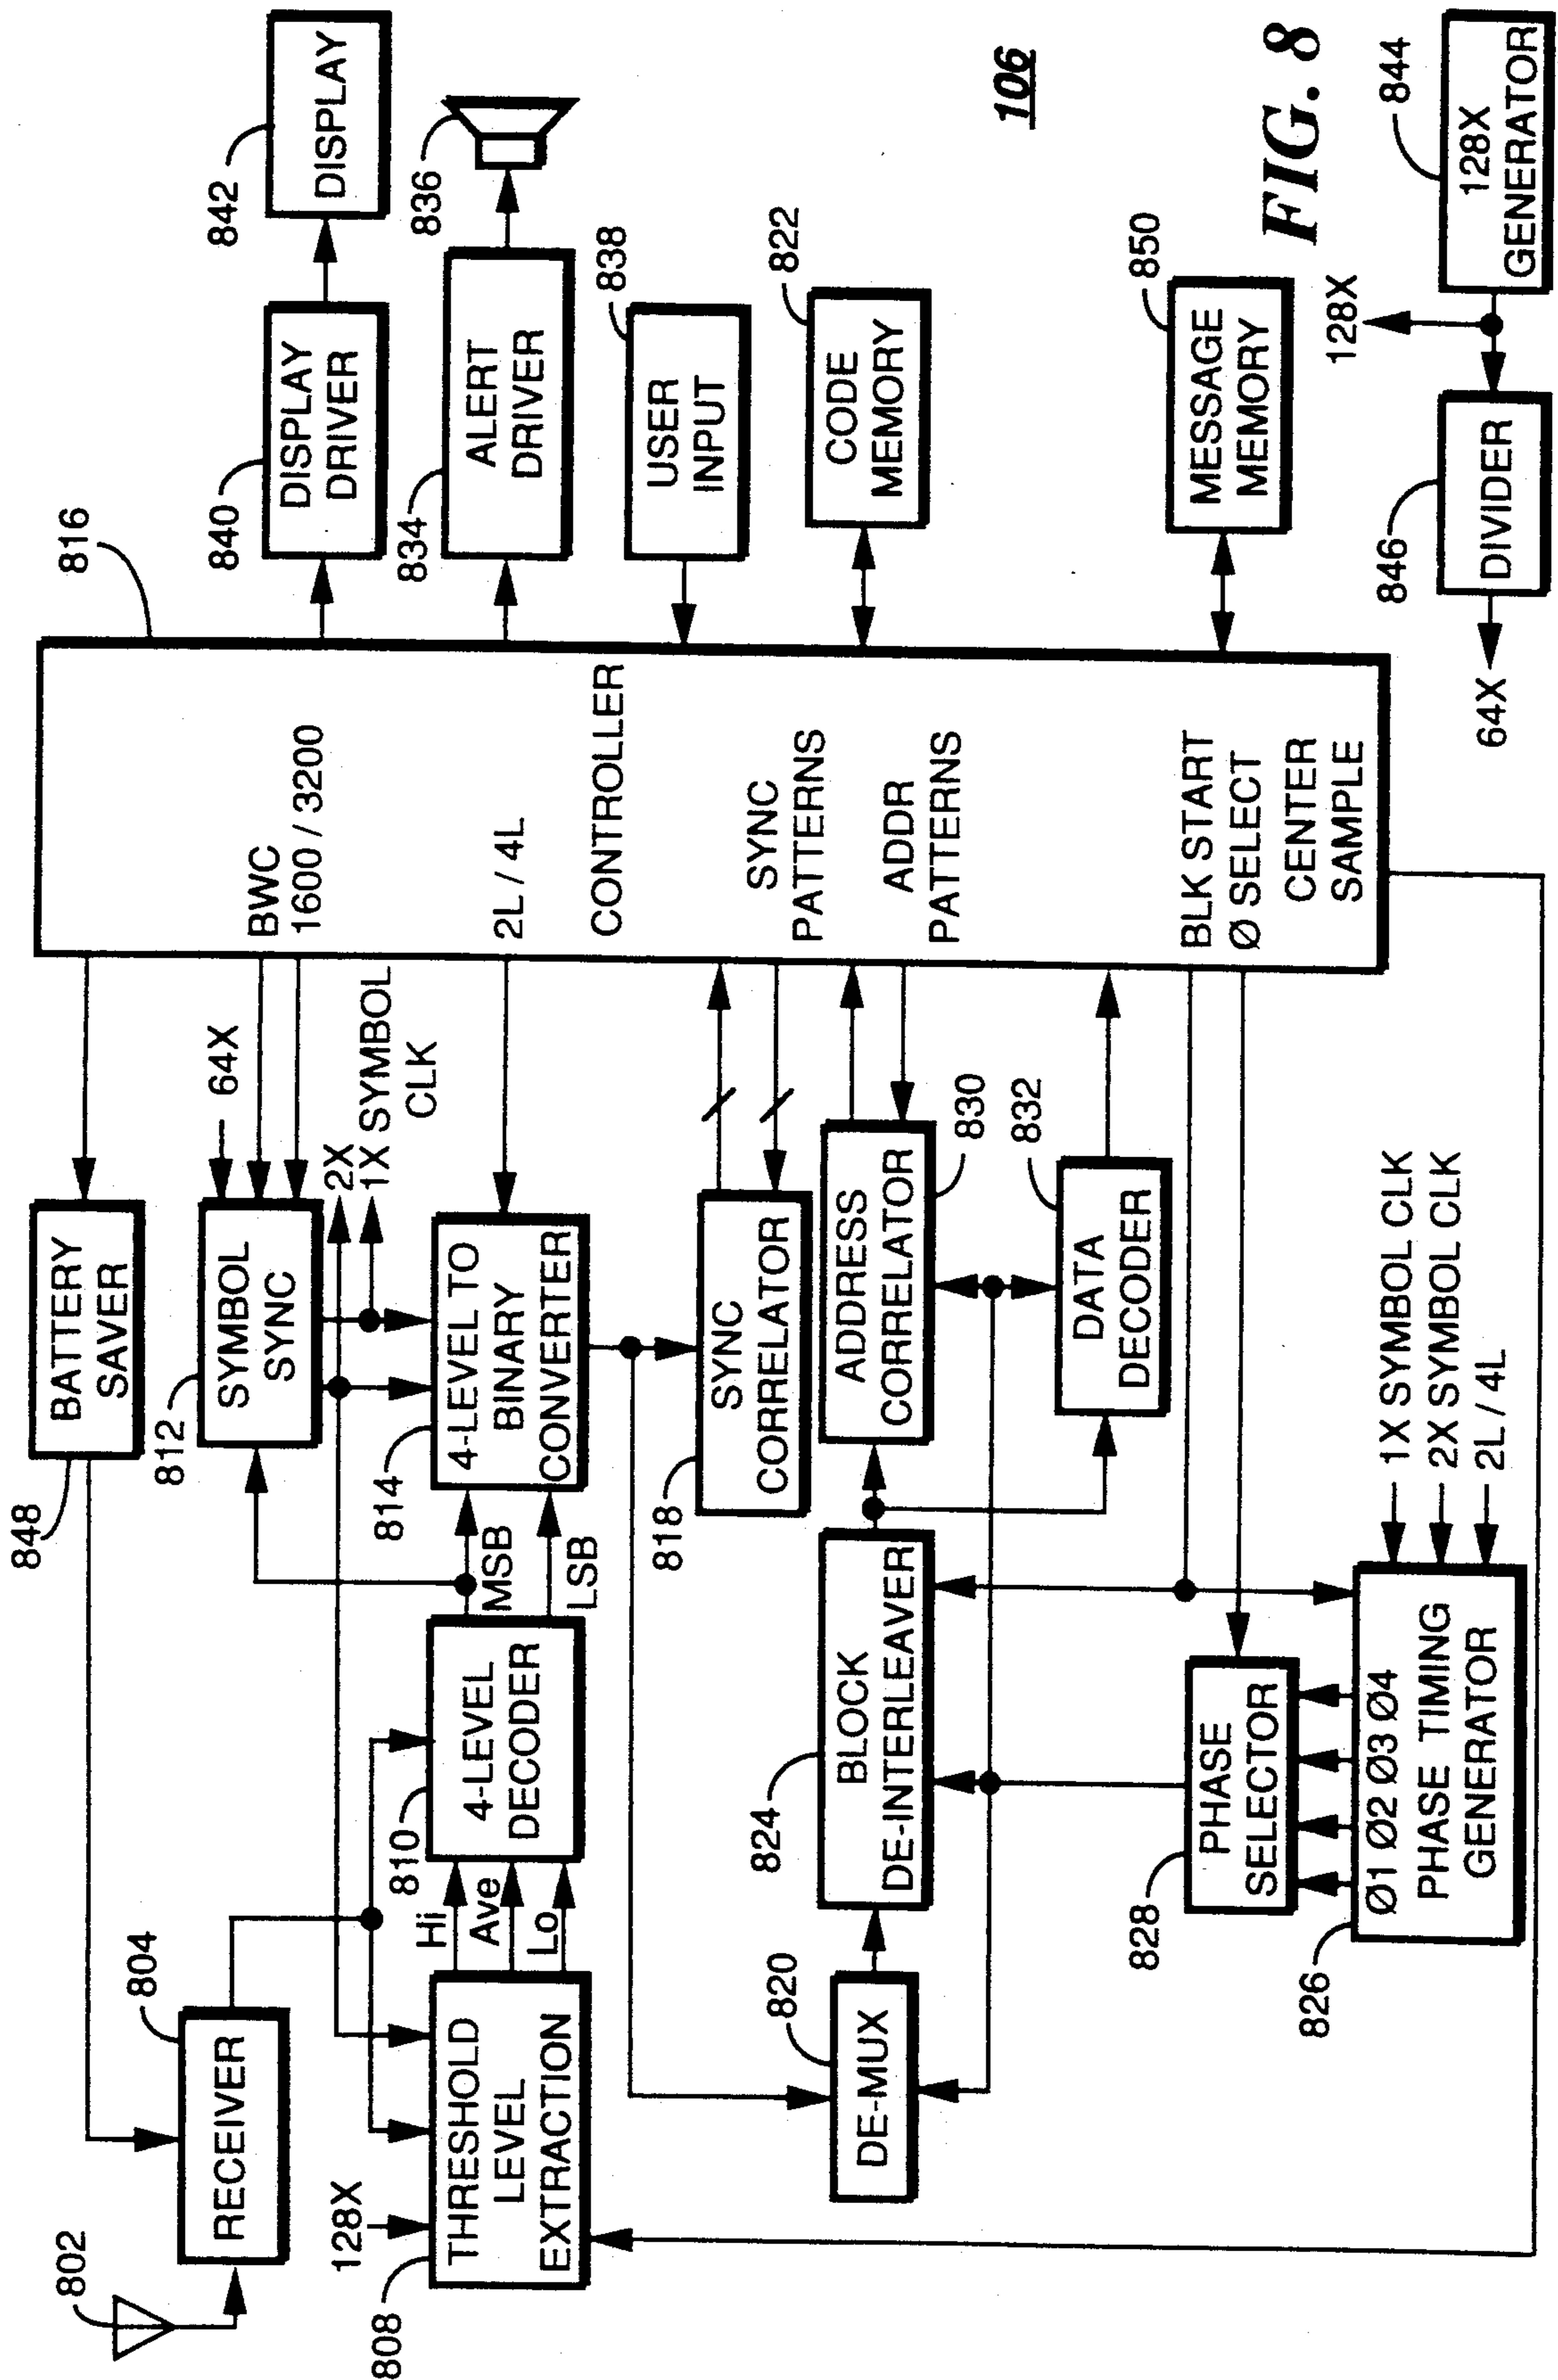 802
RECEIVER
804
BATTERY
SAVER
848
816
DISPLAY
DRIVER
840
DISPLAY
842
128X
THRESHOLD
LEVEL
EXTRACTION
808
Hi
Ave
Lo
4-LEVEL
DECODER
810
MSB
LSB
SYMBOL
SYNC
812
64X
BWC
1600 / 3200
2X
1X SYMBOL
CLK
4-LEVEL TO
BINARY
CONVERTER
814
2L / 4L
CONTROLLER
ALERT
DRIVER
834
836
USER
INPUT
838
SYNC
CORRELATOR
818
SYNC
PATTERNS
ADDR
PATTERNS
CODE
MEMORY
822
DE-MUX
820
BLOCK
DE-INTERLEAVER
824
ADDRESS
CORRELATOR
830
DATA
DECODER
832
BLK START
Ø SELECT
CENTER
SAMPLE
MESSAGE
MEMORY
850
PHASE
SELECTOR
828
Ø1 Ø2 Ø3 Ø4
PHASE TIMING
GENERATOR
826
1X SYMBOL CLK
2X SYMBOL CLK
2L / 4L
64X
DIVIDER
846
128X
128X
GENERATOR
844
106
FIG. 8